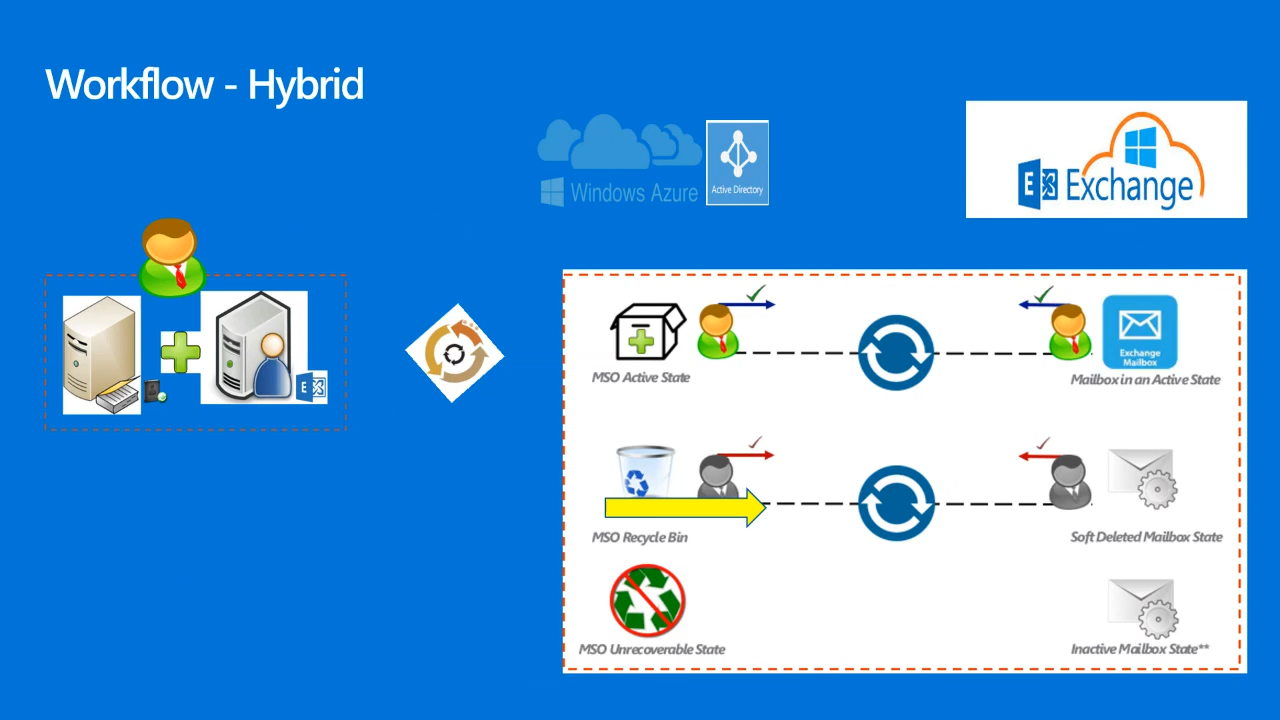 Workflow - Hybrid
Windows Azure
Active Directory
E
Exchange
E
MSO Active State
Exchange
Mailbox
Mailbox in an Active State
MSO Recycle Bin
Soft Deleted Mailbox State
MSO Unrecoverable State
Inactive Mailbox State**